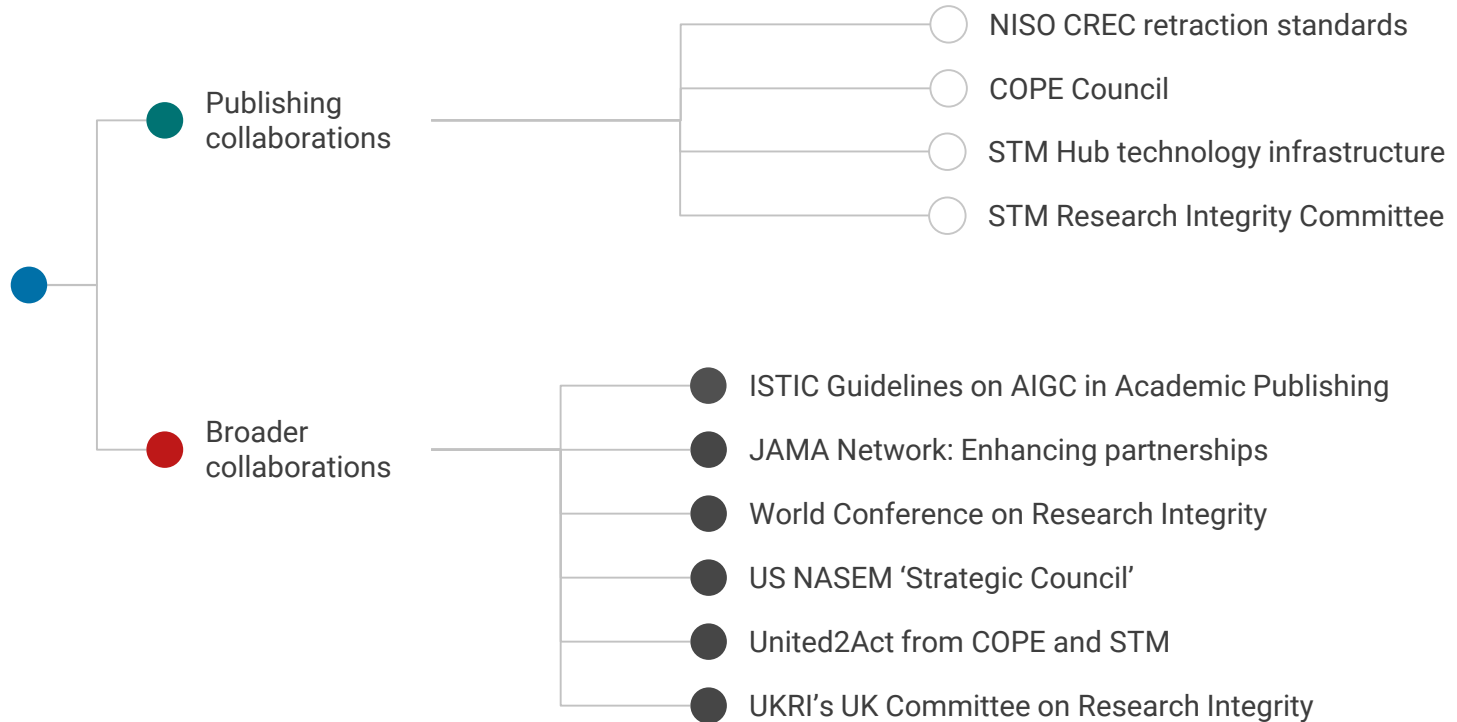 Publishing
collaborations
NISO CREC retraction standards
COPE Council
STM Hub technology infrastructure
STM Research Integrity Committee
Broader
collaborations
ISTIC Guidelines on AIGC in Academic Publishing
JAMA Network: Enhancing partnerships
World Conference on Research Integrity
US NASEM ‘Strategic Council’
United2Act from COPE and STM
UKRI’s UK Committee on Research Integrity